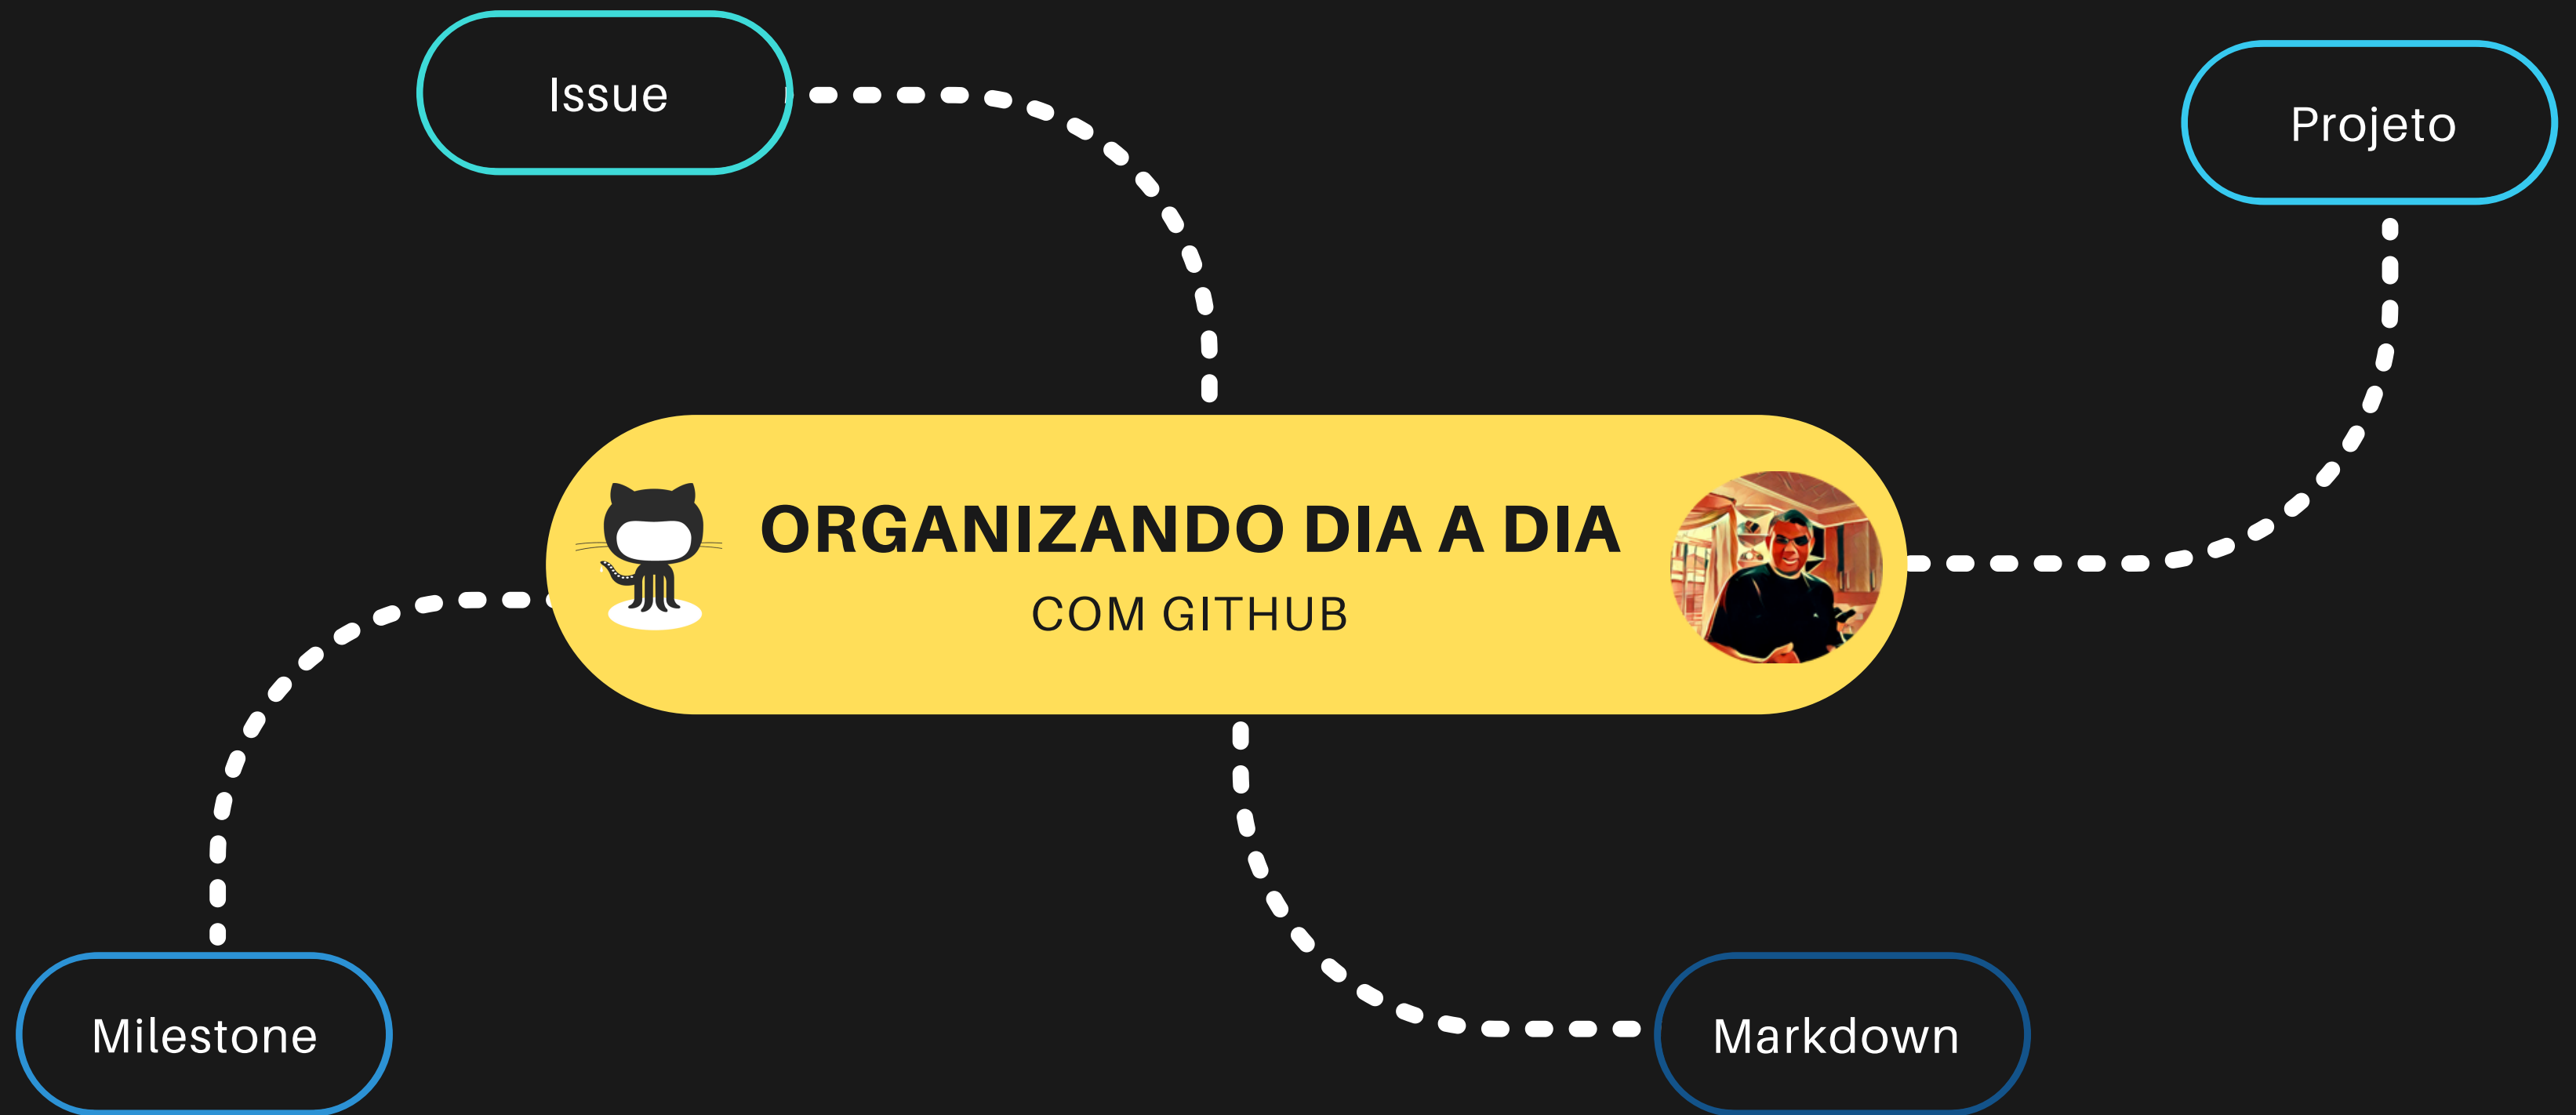 Issue
Projeto
ORGANIZANDO DIA A DIA
COM GITHUB
Milestone
Markdown